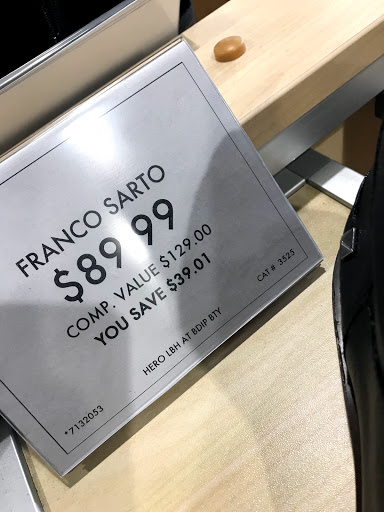 FRANCO SARTO
$89.99
COMP. VALUE $129.00
YOU SAVE $39.01
CAT# 3525
HERO LBH AT BDIP BTY
*7132053